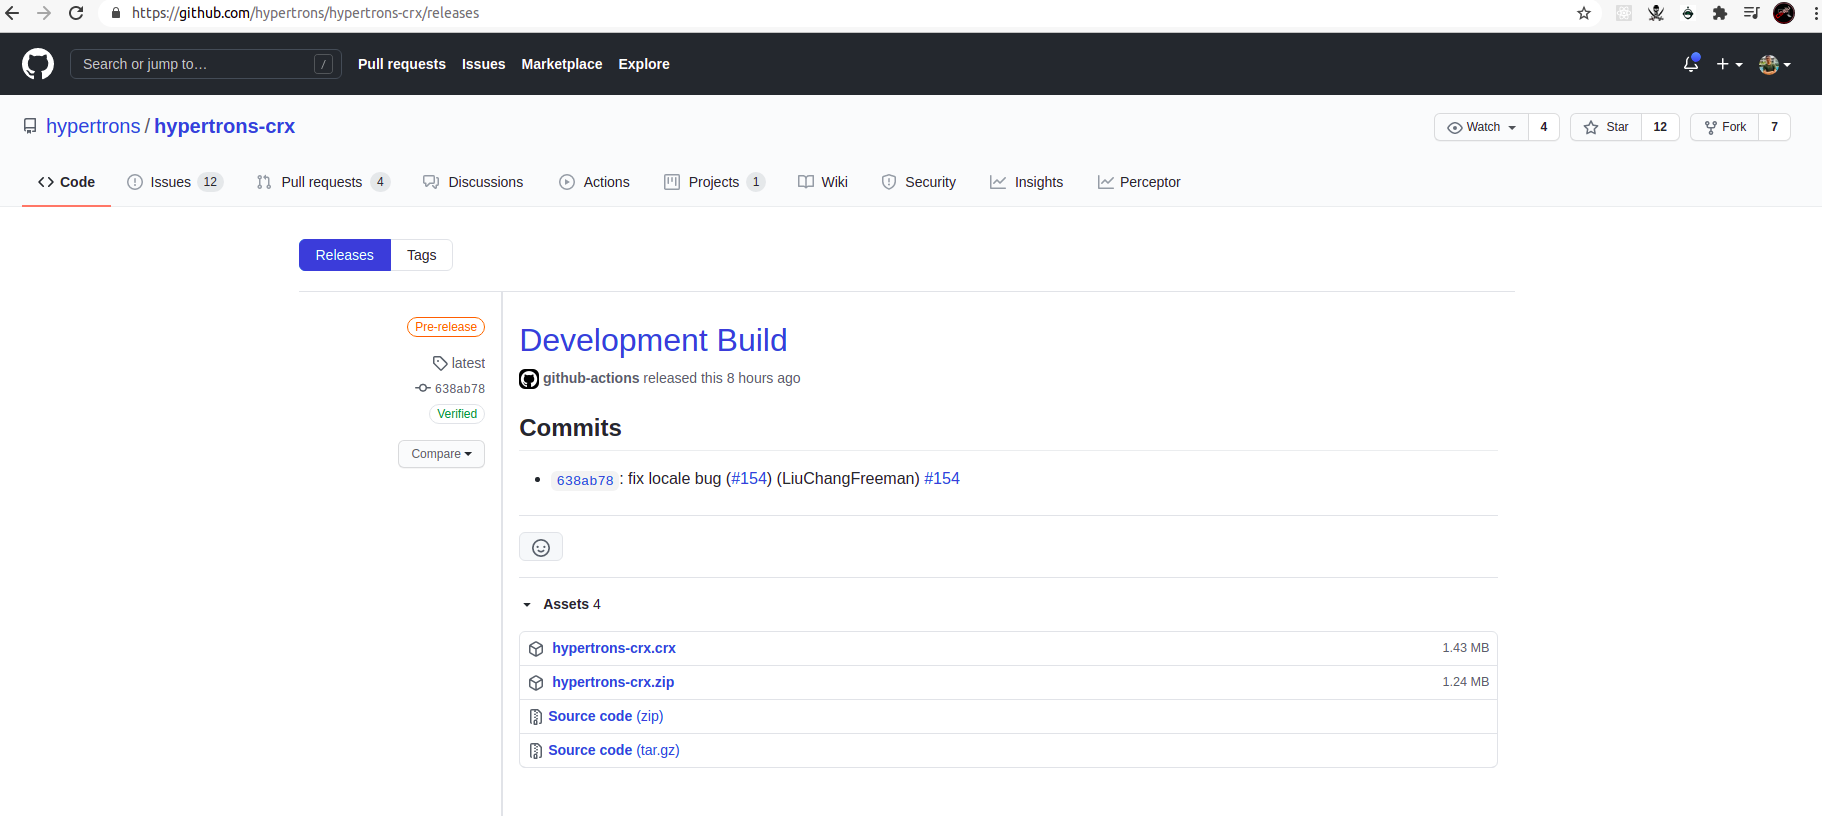 https://github.com/hypertrons/hypertrons-crx/releases
Search or jump to… /
Pull requests Issues Marketplace Explore
hypertrons / hypertrons-crx
Watch 4 Star 12 Fork 7
Code Issues 12 Pull requests 4 Discussions Actions Projects 1 Wiki Security Insights Perceptor
Releases Tags
Pre-release
latest
638ab78
Verified
Compare
Development Build
github-actions released this 8 hours ago
Commits
638ab78 : fix locale bug (#154) (LiuChangFreeman) #154
Assets 4
hypertrons-crx.crx 1.43 MB
hypertrons-crx.zip 1.24 MB
Source code (zip)
Source code (tar.gz)